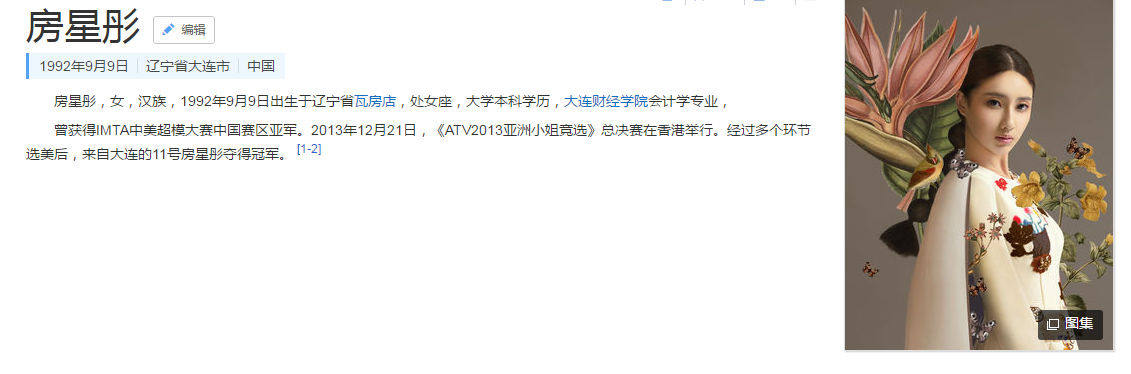 房星彤 编辑
1992年9月9日 辽宁省大连市 中国
房星彤，女，汉族，1992年9月9日出生于辽宁省瓦房店，处女座，大学本科学历，大连财经学院会计学专业，
曾获得IMTA中美超模大赛中国赛区亚军。2013年12月21日，《ATV2013亚洲小姐竞选》总决赛在香港举行。经过多个环节
选美后，来自大连的11号房星彤夺得冠军。 [1-2]
图集